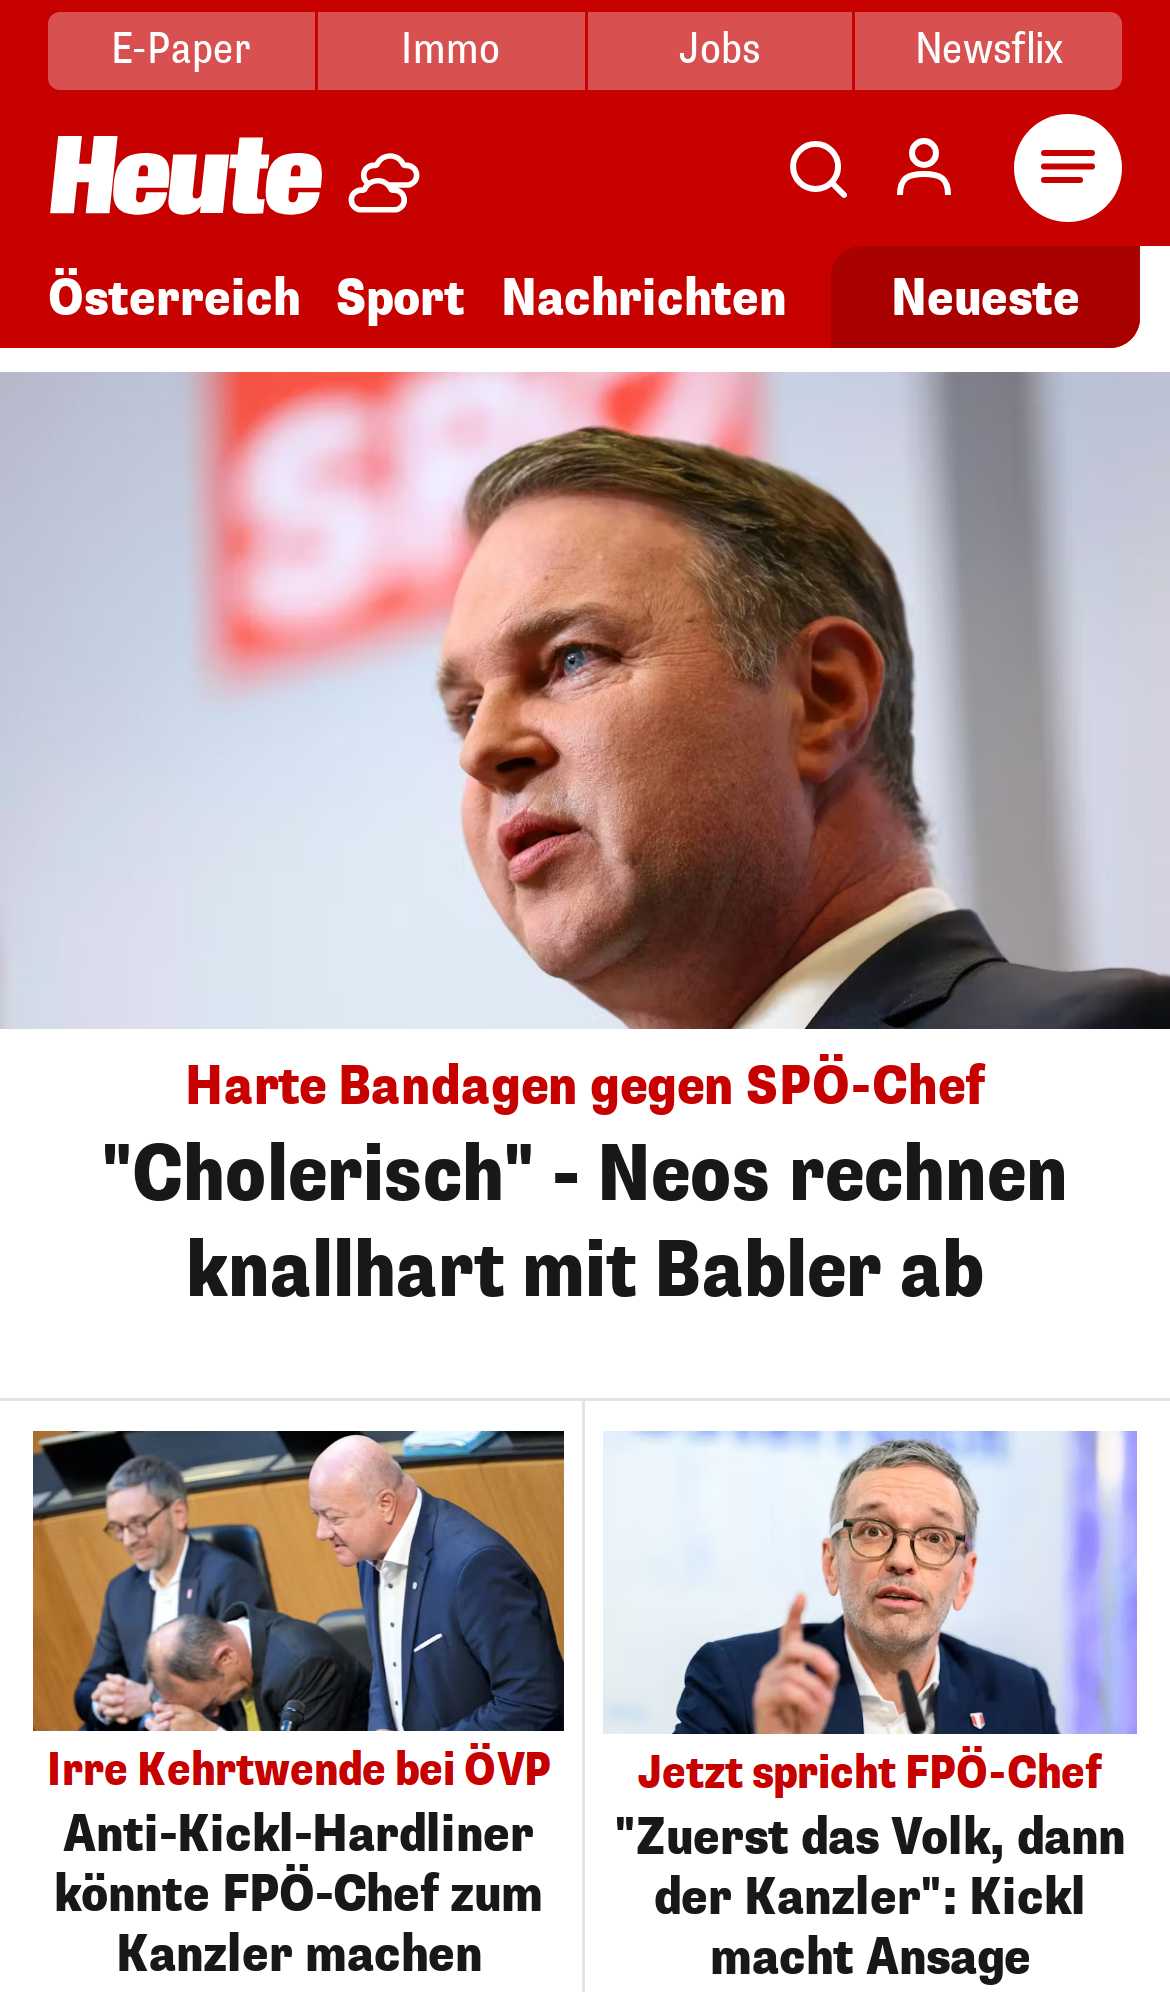 E-Paper
Immo
Jobs
Newsflix
Heute
Österreich
Sport
Nachrichten
Neueste
SPÖ
Harte Bandagen gegen SPÖ-Chef
"Cholerisch" - Neos rechnen
knallhart mit Babler ab
Irre Kehrtwende bei ÖVP
Anti-Kickl-Hardliner
könnte FPÖ-Chef zum
Kanzler machen
Jetzt spricht FPÖ-Chef
"Zuerst das Volk, dann
der Kanzler": Kickl
macht Ansage